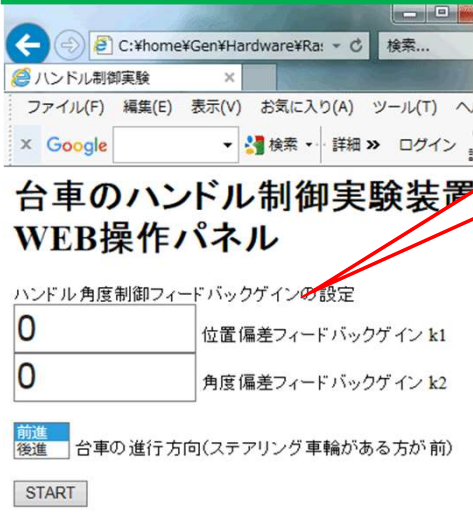 C:¥home¥Gen¥Hardware¥Ra:
検索...
ハンドル制御実験
ファイル(F) 編集(E) 表示(V) お気に入り(A) ツール(T)
x Google 検索 詳細 » ログイン
台車のハンドル制御実験装置
WEB操作パネル
ハンドル角度制御フィードバックゲインの設定
0 位置偏差フィードバックゲイン k1
0 角度偏差フィードバックゲイン k2
前進
後進 台車の進行方向(ステアリング車輪がある方が前)
START